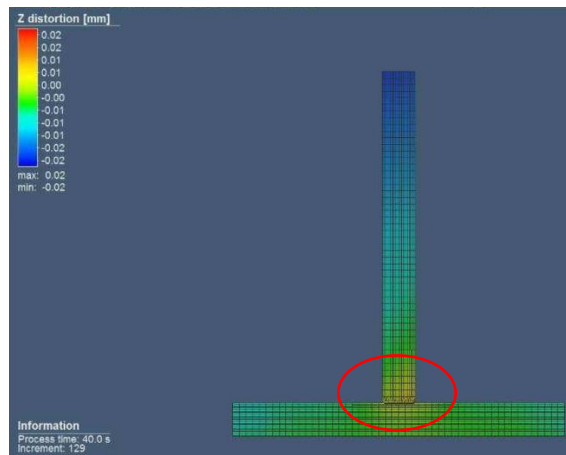 Z distortion [mm]
0.02
0.02
0.01
0.01
0.00
-0.00
-0.01
-0.01
-0.01
-0.02
-0.02
max: 0.02
min: -0.02
Information
Process time: 40.0 s
Increment: 129